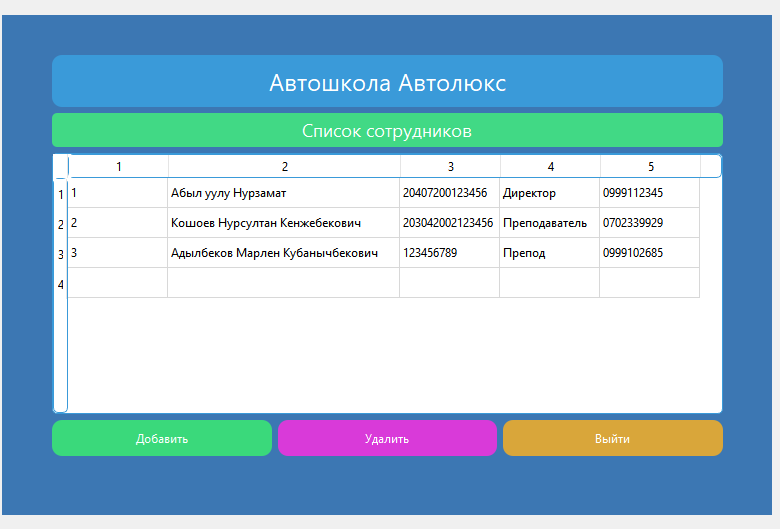 Автошкола Автолюкс
Список сотрудников
1 2 3 4 5
1 1 Абыл уулу Нурзамат 20407200123456 Директор 0999112345
2 2 Кошоев Нурсултан Кенжебекович 203042002123456 Преподаватель 0702339929
3 3 Адылбеков Марлен Кубанычбекович 123456789 Препод 0999102685
4
Добавить Удалить Выйти